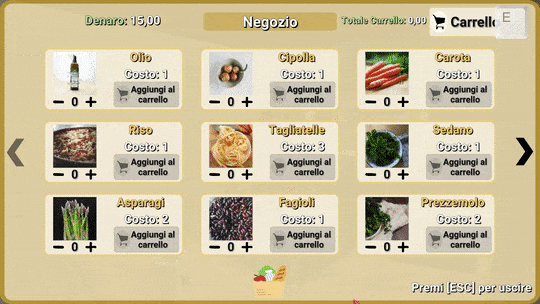 Denaro: 15,00
Negozio
Totale Carrello: 0,00
Carrello
E
Olio
Costo: 1
Aggiungi al
carrello
0
Cipolla
Costo: 1
Aggiungi al
carrello
0
Carota
Costo: 1
Aggiungi al
carrello
0
Riso
Costo: 1
Aggiungi al
carrello
0
Tagliatelle
Costo: 3
Aggiungi al
carrello
0
Sedano
Costo: 1
Aggiungi al
carrello
0
Asparagi
Costo: 2
Aggiungi al
carrello
0
Fagioli
Costo: 1
Aggiungi al
carrello
0
Prezzemolo
Costo: 2
Aggiungi al
carrello
0
Premi [ESC] per uscire